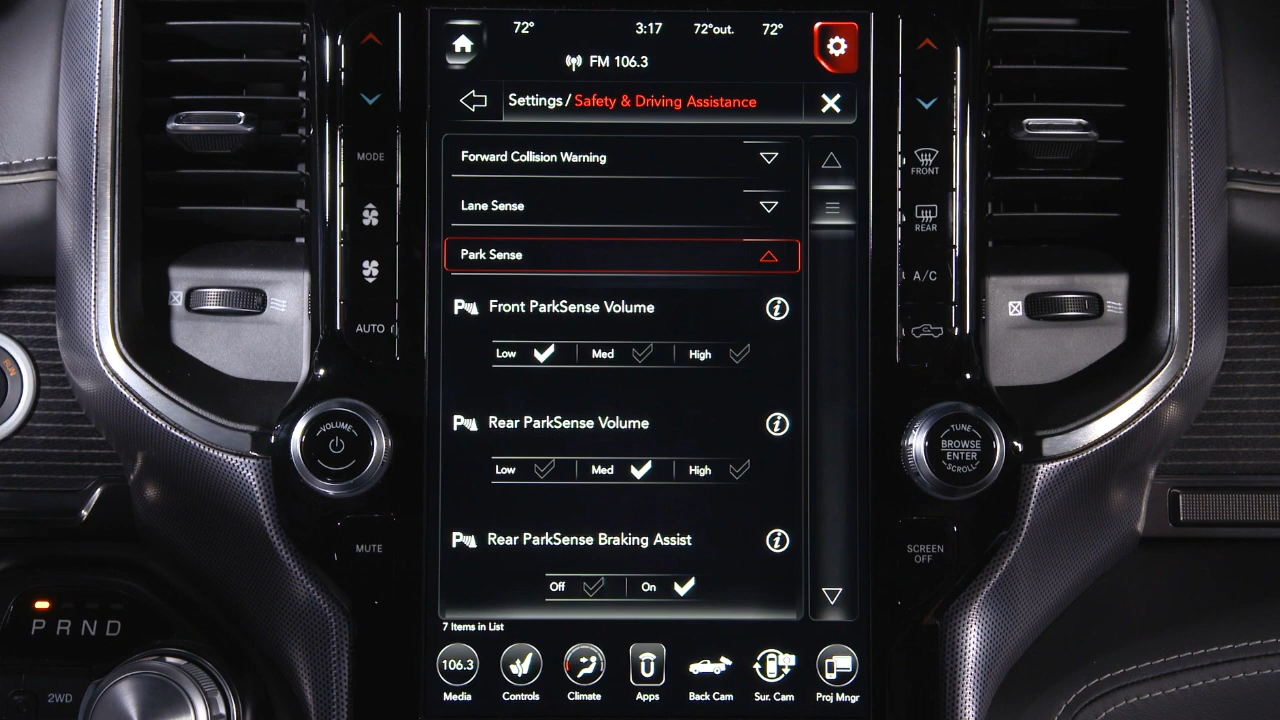 72° 3:17 72°out. 72°
FM 106.3
Settings / Safety & Driving Assistance
Forward Collision Warning
Lane Sense
Park Sense
Front ParkSense Volume
Low Med High
Rear ParkSense Volume
Low Med High
Rear ParkSense Braking Assist
Off On
7 Items in List
106.3
Media Controls Climate Apps Back Cam Sur. Cam Proj Mngr
MODE
AUTO
VOLUME
MUTE
FRONT
REAR
A/C
TUNE
BROWSE
ENTER
SCROLL
SCREEN
OFF
RUN
P R N D
2WD